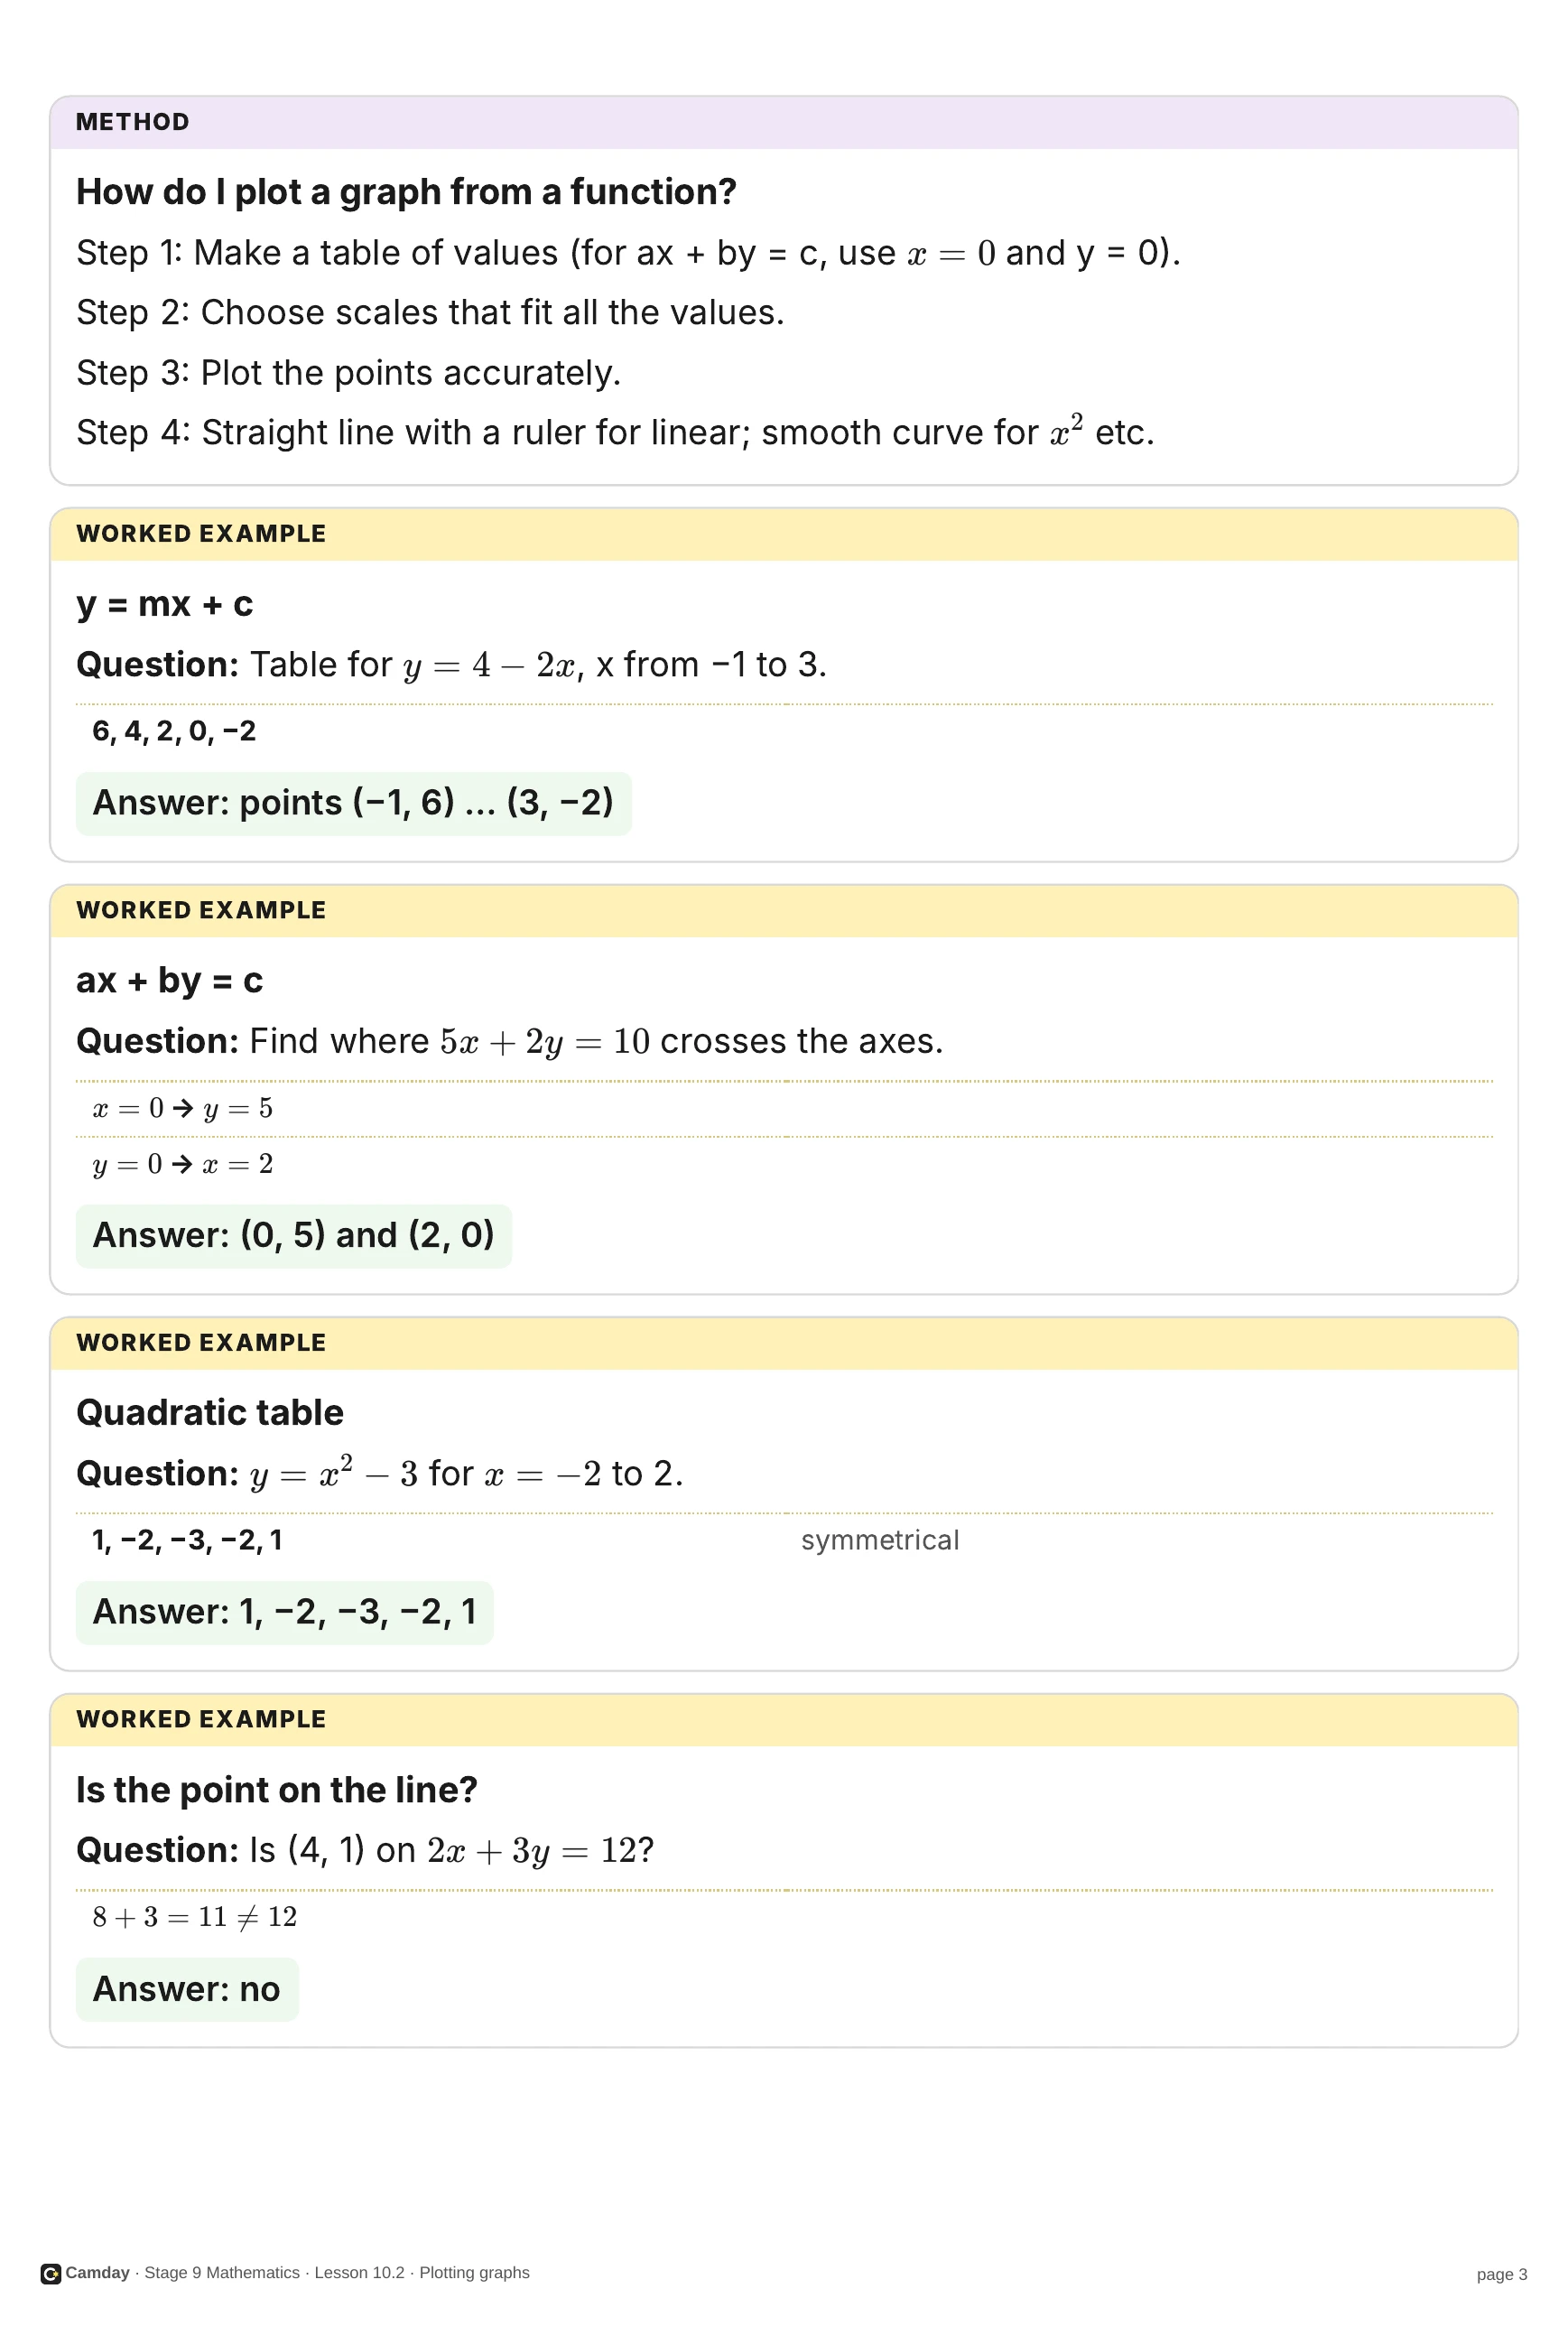 METHOD
How do I plot a graph from a function?
Step 1: Make a table of values (for ax + by = c, use x = 0 and y = 0).
Step 2: Choose scales that fit all the values.
Step 3: Plot the points accurately.
Step 4: Straight line with a ruler for linear; smooth curve for x² etc.
WORKED EXAMPLE
y = mx + c
Question: Table for y = 4 − 2x, x from −1 to 3.
6, 4, 2, 0, −2
Answer: points (−1, 6) … (3, −2)
WORKED EXAMPLE
ax + by = c
Question: Find where 5x + 2y = 10 crosses the axes.
x = 0 → y = 5
y = 0 → x = 2
Answer: (0, 5) and (2, 0)
WORKED EXAMPLE
Quadratic table
Question: y = x² − 3 for x = −2 to 2.
1, −2, −3, −2, 1 symmetrical
Answer: 1, −2, −3, −2, 1
WORKED EXAMPLE
Is the point on the line?
Question: Is (4, 1) on 2x + 3y = 12?
8 + 3 = 11 ≠ 12
Answer: no
Camday · Stage 9 Mathematics · Lesson 10.2 · Plotting graphs page 3